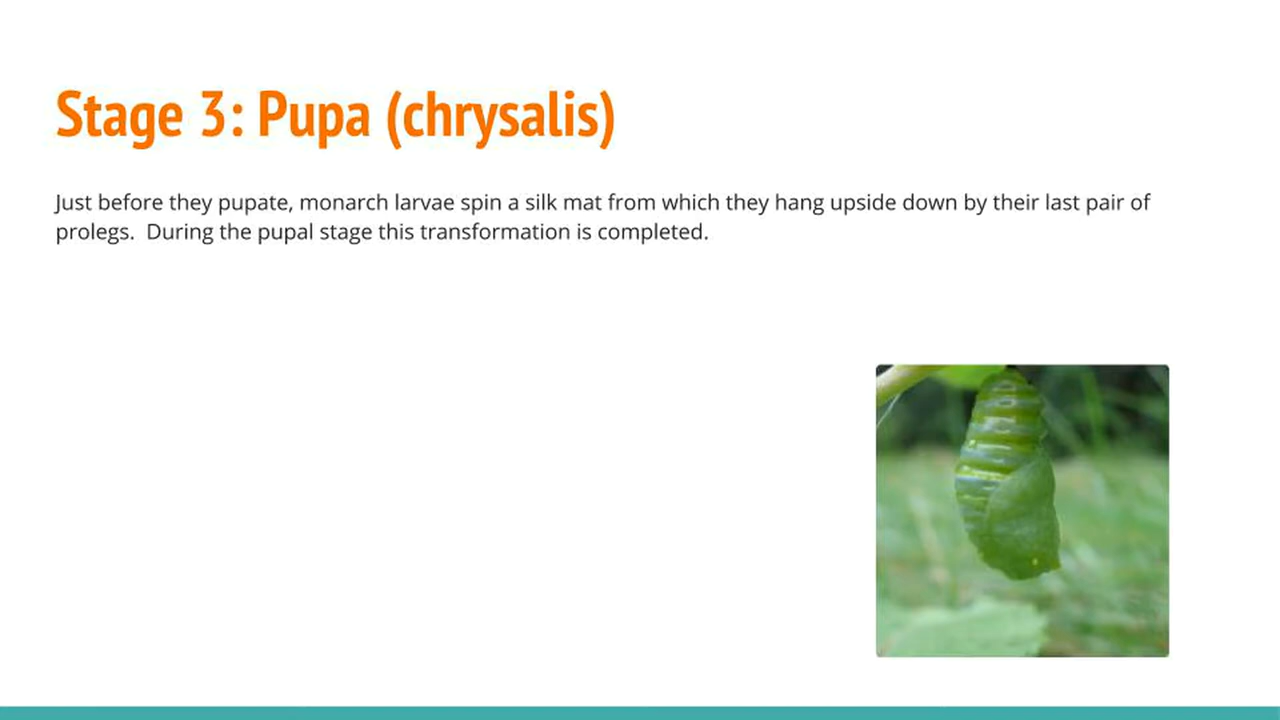 Stage 3: Pupa (chrysalis)
Just before they pupate, monarch larvae spin a silk mat from which they hang upside down by their last pair of
prolegs.  During the pupal stage this transformation is completed.